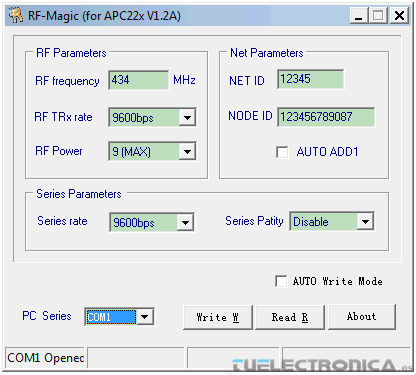 RF-Magic (for APC22x V1.2A)
RF Parameters
RF frequency 434 MHz
RF TRx rate 9600bps
RF Power 9 (MAX)
Net Parameters
NET ID 12345
NODE ID 123456789087
AUTO ADD1
Series Parameters
Series rate 9600bps Series Patity Disable
AUTO Write Mode
PC Series COM1 Write W Read R About
COM1 Openec
TUELECTRONICA.es